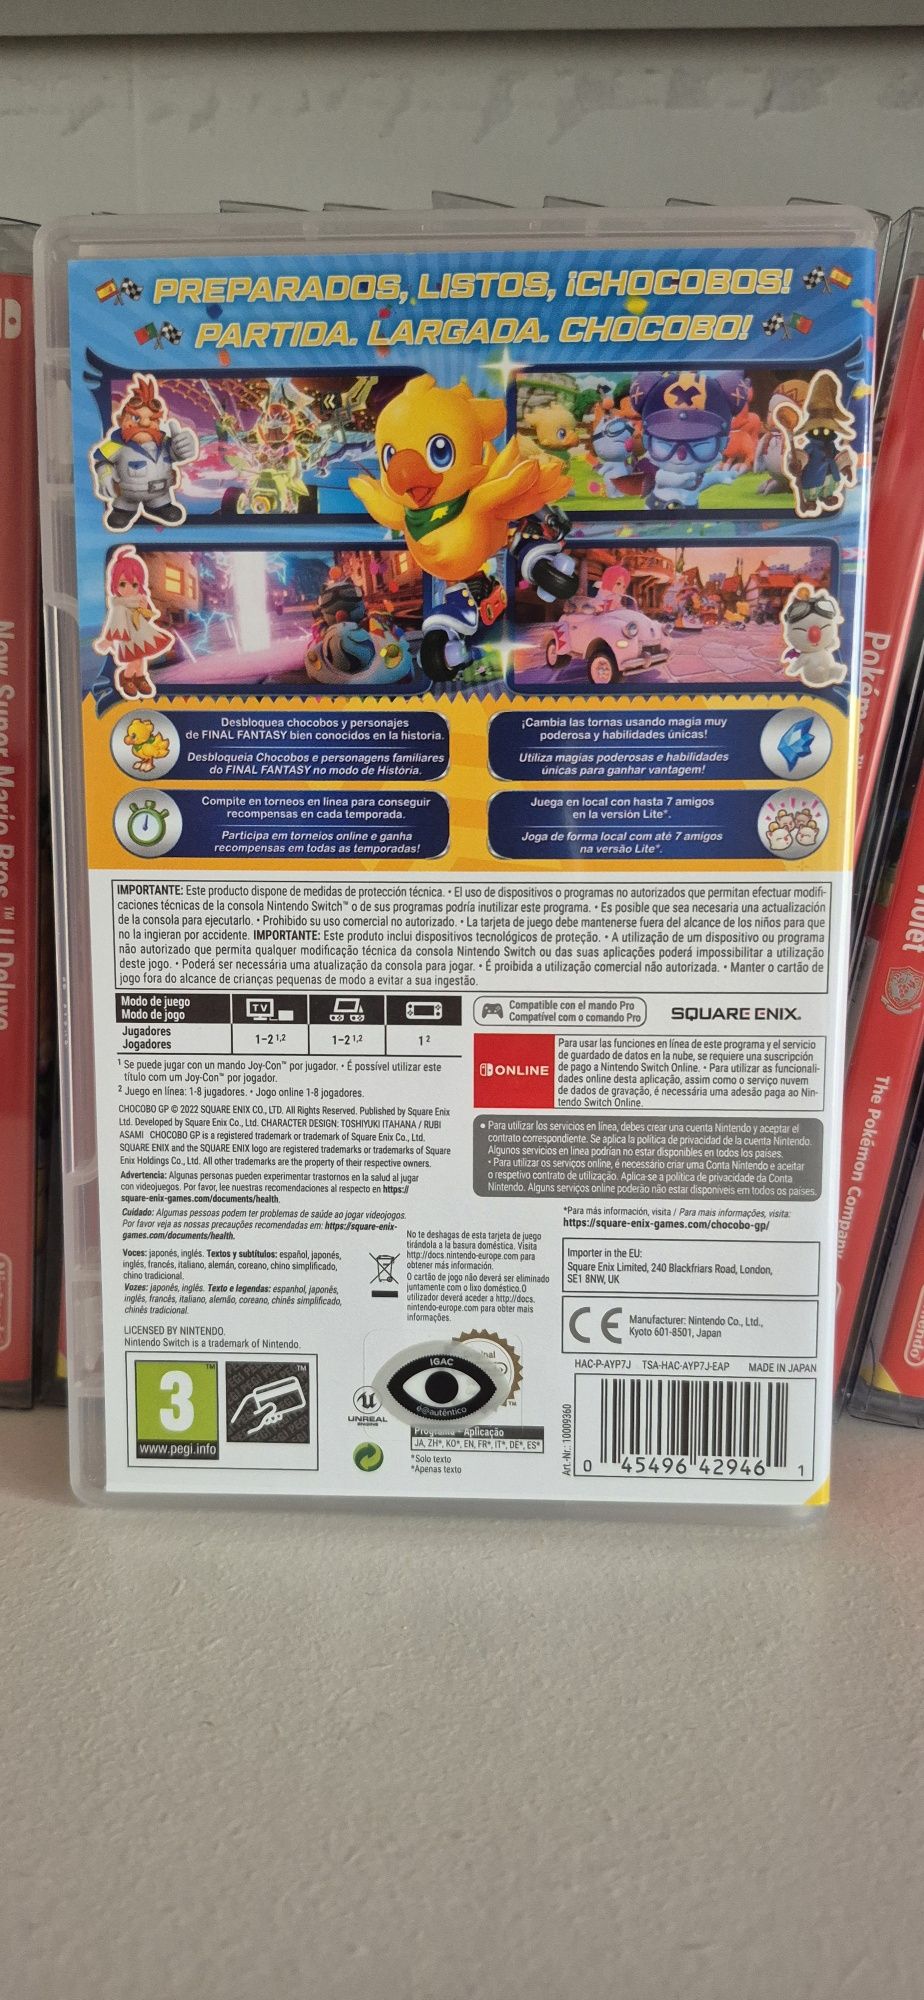 PREPARADOS, LISTOS, ¡CHOCOBOS!
PARTIDA. LARGADA. CHOCOBO!
Desbloquea chocobos y personajes
de FINAL FANTASY bien conocidos en la historia.
Desbloqueia Chocobos e personagens familiares
do FINAL FANTASY no modo de História.
¡Cambia las tornas usando magia muy
poderosa y habilidades únicas!
Utiliza magias poderosas e habilidades
únicas para ganhar vantagem!
Compite en torneos en línea para conseguir
recompensas en cada temporada.
Participa em torneios online e ganha
recompensas em todas as temporadas!
Juega en local con hasta 7 amigos
en la versión Lite*.
Joga de forma local com até 7 amigos
na versão Lite*.
IMPORTANTE: Este producto dispone de medidas de protección técnica. • El uso de dispositivos o programas no autorizados que permitan efectuar modifi-
caciones técnicas de la consola Nintendo Switch™ o de sus programas podría inutilizar este programa. • Es posible que sea necesaria una actualización
de la consola para ejecutarlo. • Prohibido su uso comercial no autorizado. • La tarjeta de juego debe mantenerse fuera del alcance de los niños para que
no la ingieran por accidente. IMPORTANTE: Este produto inclui dispositivos tecnológicos de proteção. • A utilização de um dispositivo ou programa
não autorizado que permita qualquer modificação técnica da consola Nintendo Switch ou das suas aplicações poderá impossibilitar a utilização
deste jogo. • Poderá ser necessária uma atualização da consola para jogar. • É proibida a utilização comercial não autorizada. • Manter o cartão de
jogo fora do alcance de crianças pequenas de modo a evitar a sua ingestão.
Modo de juego
Modo de jogo
TV
Jugadores
Jogadores
1-2 1,2
1-2 1,2
1 2
Compatible con el mando Pro
Compatível com o comando Pro
SQUARE ENIX.
1 Se puede jugar con un mando Joy-Con™ por jugador. • É possível utilizar este
título com um Joy-Con™ por jogador.
2 Juego en línea: 1-8 jugadores. • Jogo online 1-8 jogadores.
ONLINE
Para usar las funciones en línea de este programa y el servicio
de guardado de datos en la nube, se requiere una suscripción
de pago a Nintendo Switch Online. • Para utilizar as funcionali-
dades online desta aplicação, assim como o serviço nuvem
de dados de gravação, é necessária uma adesão paga ao Nin-
tendo Switch Online.
CHOCOBO GP © 2022 SQUARE ENIX CO., LTD. All Rights Reserved. Published by Square Enix
Ltd. Developed by Square Enix Co., Ltd. CHARACTER DESIGN: TOSHIYUKI ITAHANA / RUBI
ASAMI CHOCOBO GP is a registered trademark or trademark of Square Enix Co., Ltd.
SQUARE ENIX and the SQUARE ENIX logo are registered trademarks or trademarks of Square
Enix Holdings Co., Ltd. All other trademarks are the property of their respective owners.
• Para utilizar los servicios en línea, debes crear una cuenta Nintendo y aceptar el
contrato correspondiente. Se aplica la política de privacidad de la cuenta Nintendo.
Algunos servicios en línea podrían no estar disponibles en todos los países.
• Para utilizar os serviços online, é necessário criar uma Conta Nintendo e aceitar
o respetivo contrato de utilização. Aplica-se a política de privacidade da Conta
Nintendo. Alguns serviços online poderão não estar disponíveis em todos os países.
Advertencia: Algunas personas pueden experimentar trastornos en la salud al jugar
con videojuegos. Por favor, lee nuestras recomendaciones al respecto en https://
square-enix-games.com/documents/health.
Cuidado: Algumas pessoas podem ter problemas de saúde ao jogar videojogos.
Por favor veja as nossas precauções recomendadas em: https://square-enix-
games.com/documents/health.
*Para más información, visita / Para mais informações, visita:
https://square-enix-games.com/chocobo-gp/
Voces: japonés, inglés. Textos y subtítulos: español, japonés,
inglés, francés, italiano, alemán, coreano, chino simplificado,
chino tradicional.
Vozes: japonês, inglês. Texto e legendas: espanhol, japonês,
inglês, francês, italiano, alemão, coreano, chinês simplificado,
chinês tradicional.
No te deshagas de esta tarjeta de juego
tirándola a la basura doméstica. Visita
http://docs.nintendo-europe.com para
obtener más información.
O cartão de jogo não deverá ser eliminado
juntamente com o lixo doméstico. O
utilizador deverá aceder a http://docs.
nintendo-europe.com para obter mais
informações.
Importer in the EU:
Square Enix Limited, 240 Blackfriars Road, London,
SE1 8NW, UK
CE
Manufacturer: Nintendo Co., Ltd.,
Kyoto 601-8501, Japan
LICENSED BY NINTENDO.
Nintendo Switch is a trademark of Nintendo.
HAC-P-AYP7J TSA-HAC-AYP7J-EAP MADE IN JAPAN
3
www.pegi.info
UNREAL
ENGINE
IGAC
é@autêntico
Aplicação
JA, ZH*, KO*, EN, FR*, IT*, DE*, ES*
*Solo texto
*Apenas texto
Art.-Nr.: 10009360
0 45496 42946 1
New Super Mario Bros.™ U Deluxe
Pokémon
Violet
The Pokémon Company
Nintendo